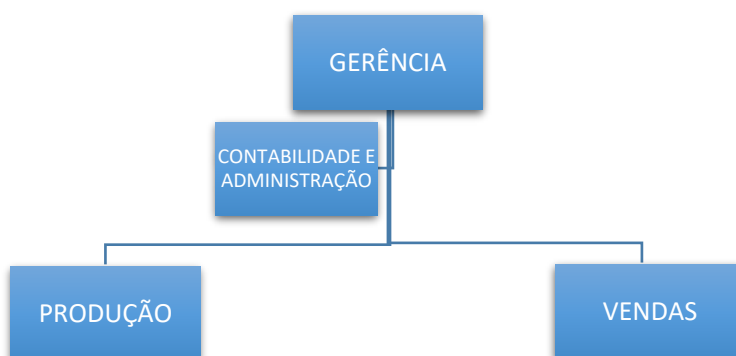 GERÊNCIA
CONTABILIDADE E
ADMINISTRAÇÃO
PRODUÇÃO
VENDAS